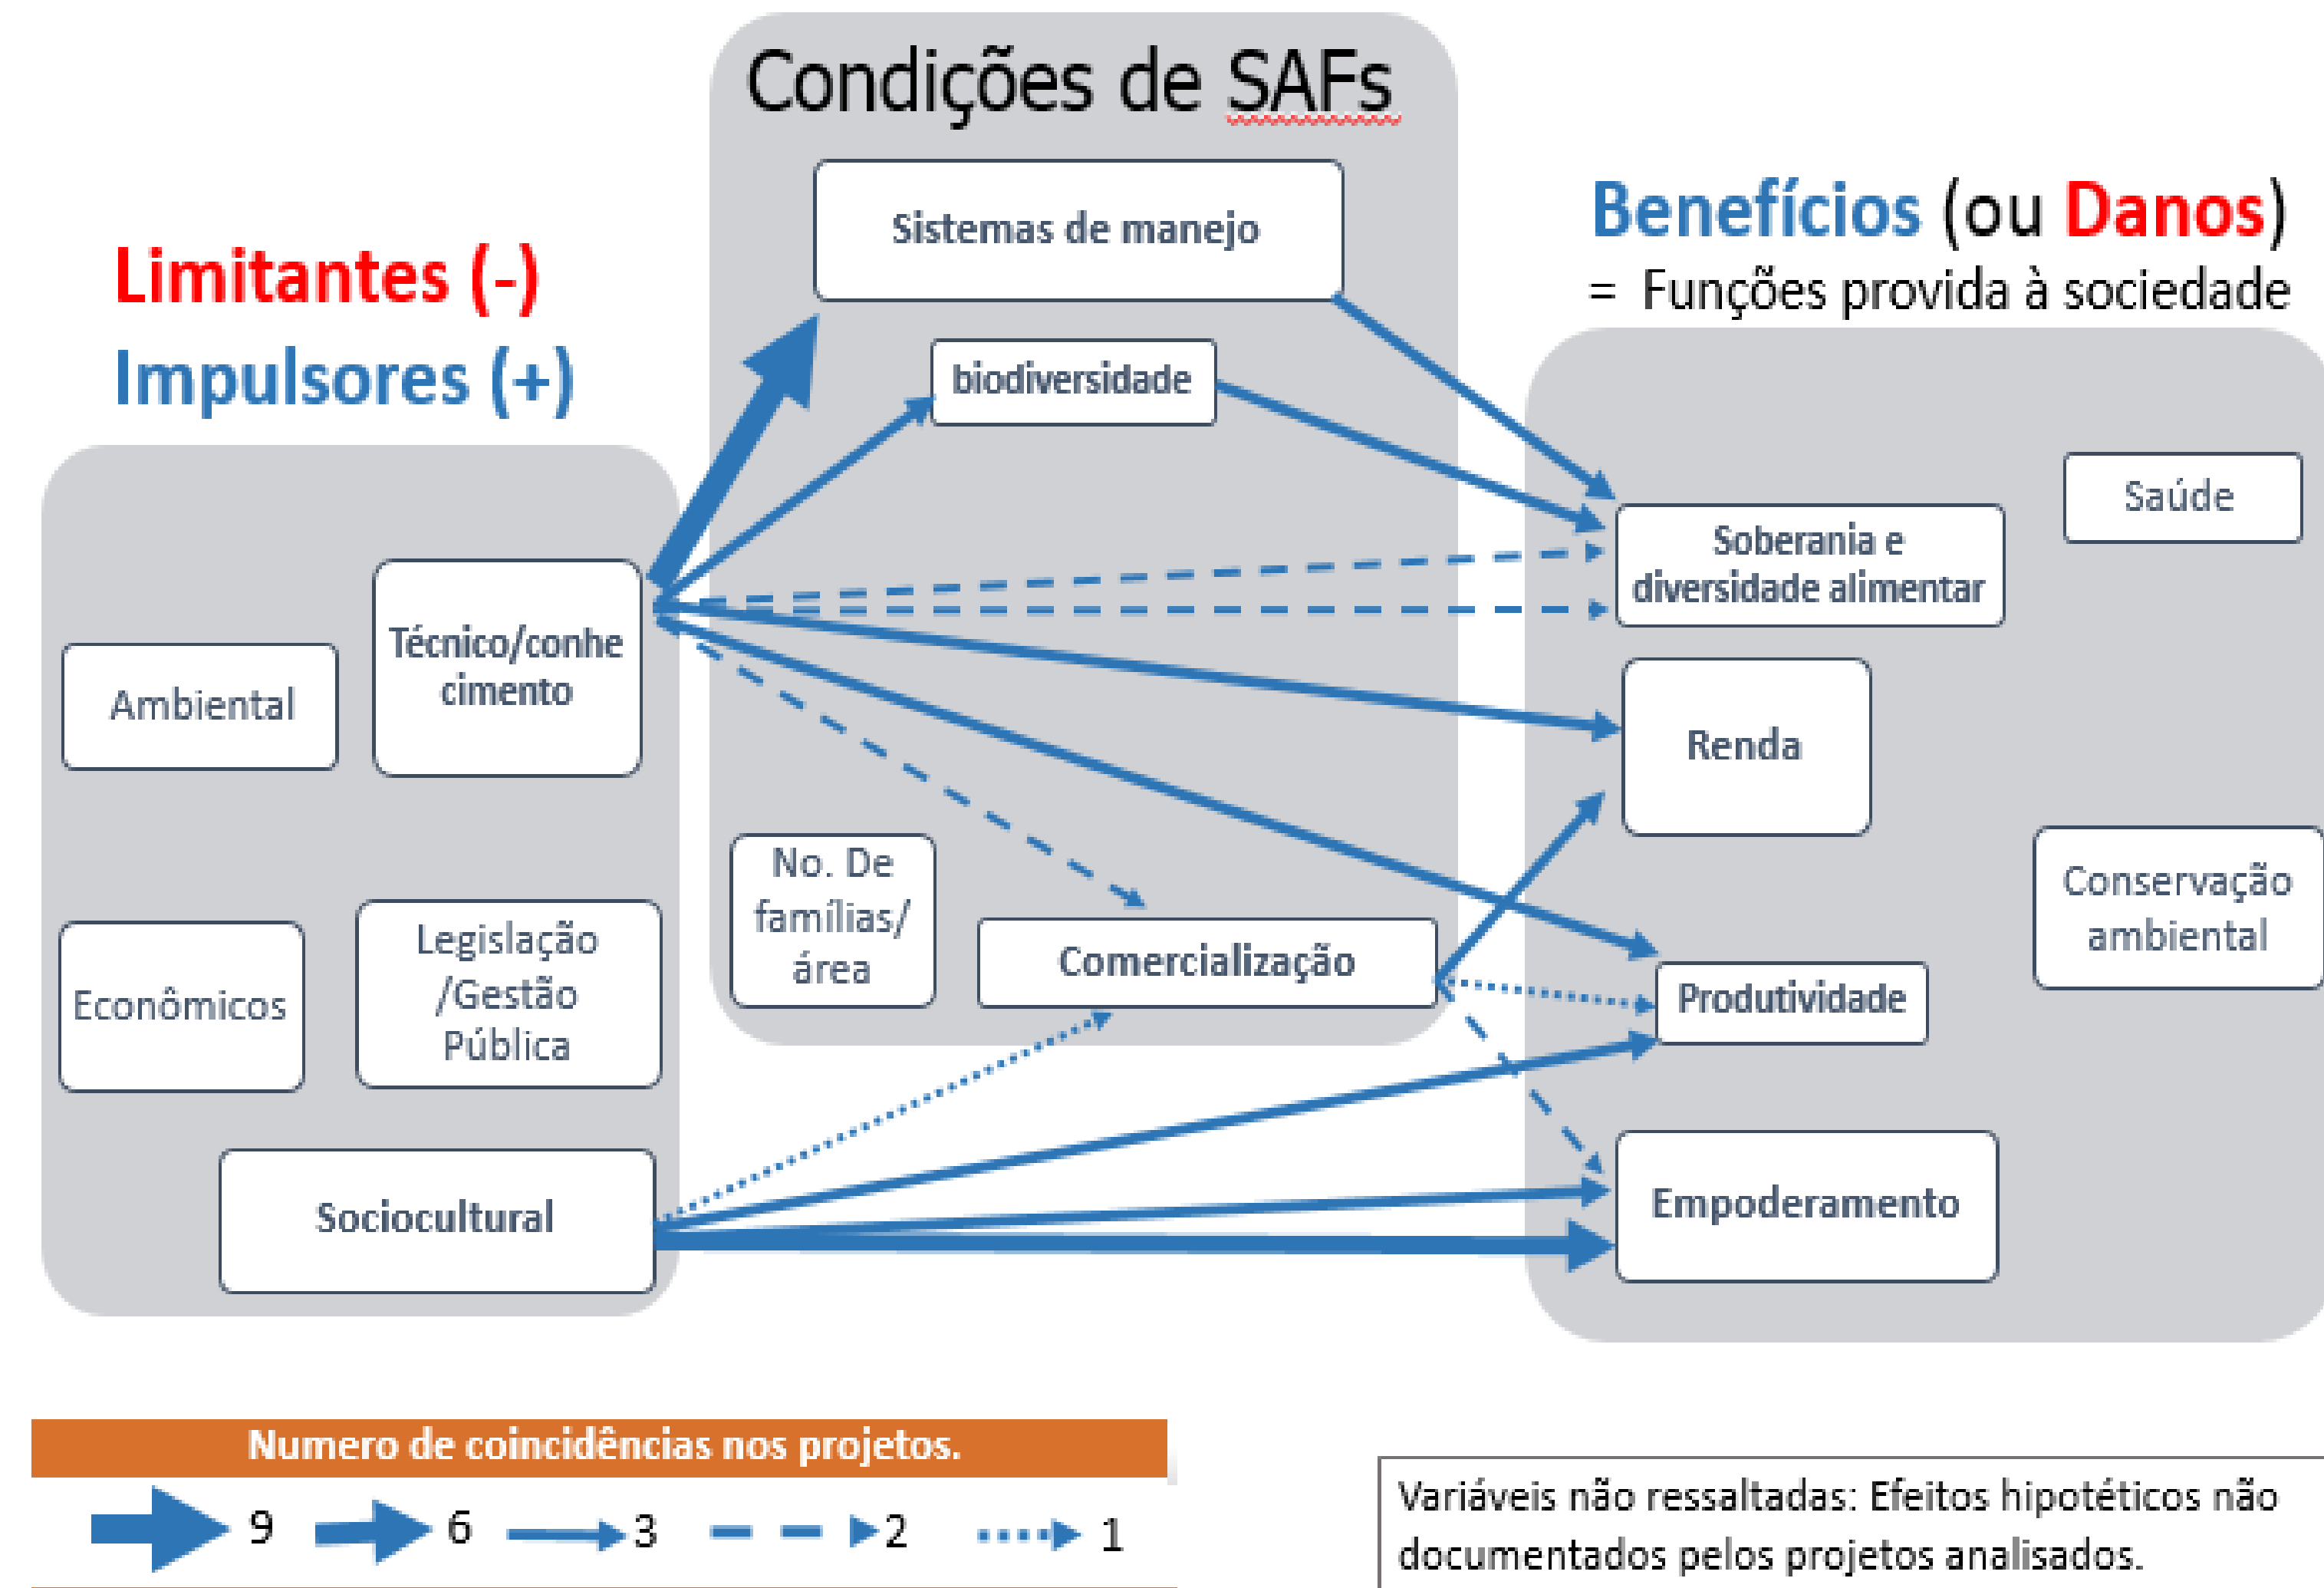 Condições de SAFs
Sistemas de manejo
biodiversidade
No. De
famílias/
área
Comercialização
Limitantes (-)
Impulsores (+)
Ambiental
Técnico/conhe
cimento
Econômicos
Legislação
/Gestão
Pública
Sociocultural
Benefícios (ou Danos)
= Funções provida à sociedade
Saúde
Soberania e
diversidade alimentar
Renda
Conservação
ambiental
Produtividade
Empoderamento
Numero de coincidências nos projetos.
9 6 3 2 1
Variáveis não ressaltadas: Efeitos hipotéticos não
documentados pelos projetos analisados.